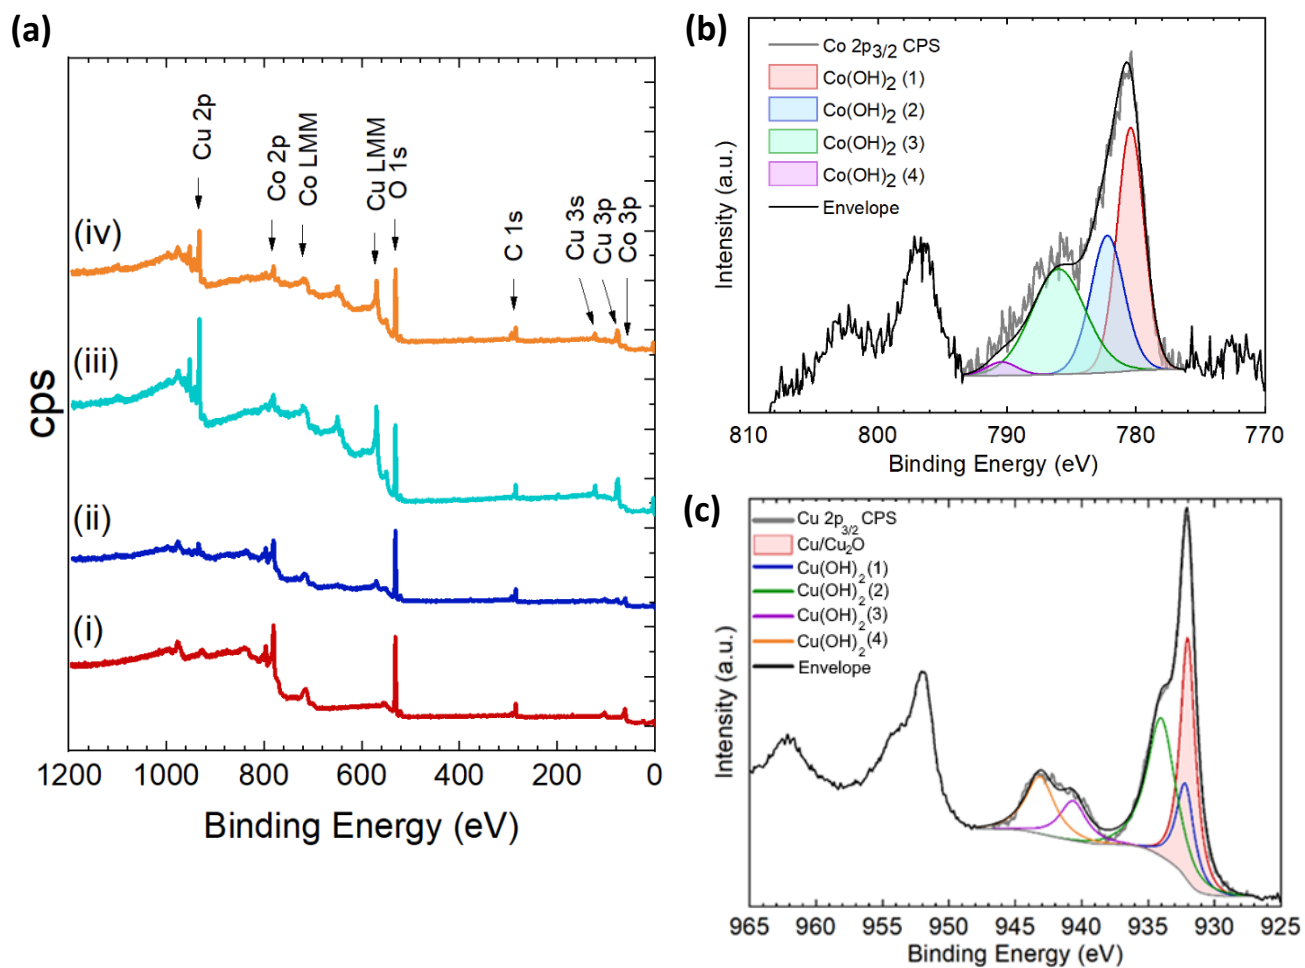 (a)
Cu 2p
Co 2p
Co LMM
Cu LMM
O 1s
C 1s
Cu 3s
Cu 3p
Co 3p
(iv)
(iii)
(ii)
(i)
cps
1200 1000 800 600 400 200 0
Binding Energy (eV)
(b)
Co 2p3/2 CPS
Co(OH)2 (1)
Co(OH)2 (2)
Co(OH)2 (3)
Co(OH)2 (4)
Envelope
Intensity (a.u.)
810 800 790 780 770
Binding Energy (eV)
(c)
Cu 2p3/2 CPS
Cu/Cu2O
Cu(OH)2(1)
Cu(OH)2(2)
Cu(OH)2(3)
Cu(OH)2(4)
Envelope
Intensity (a.u.)
965 960 955 950 945 940 935 930 925
Binding Energy (eV)